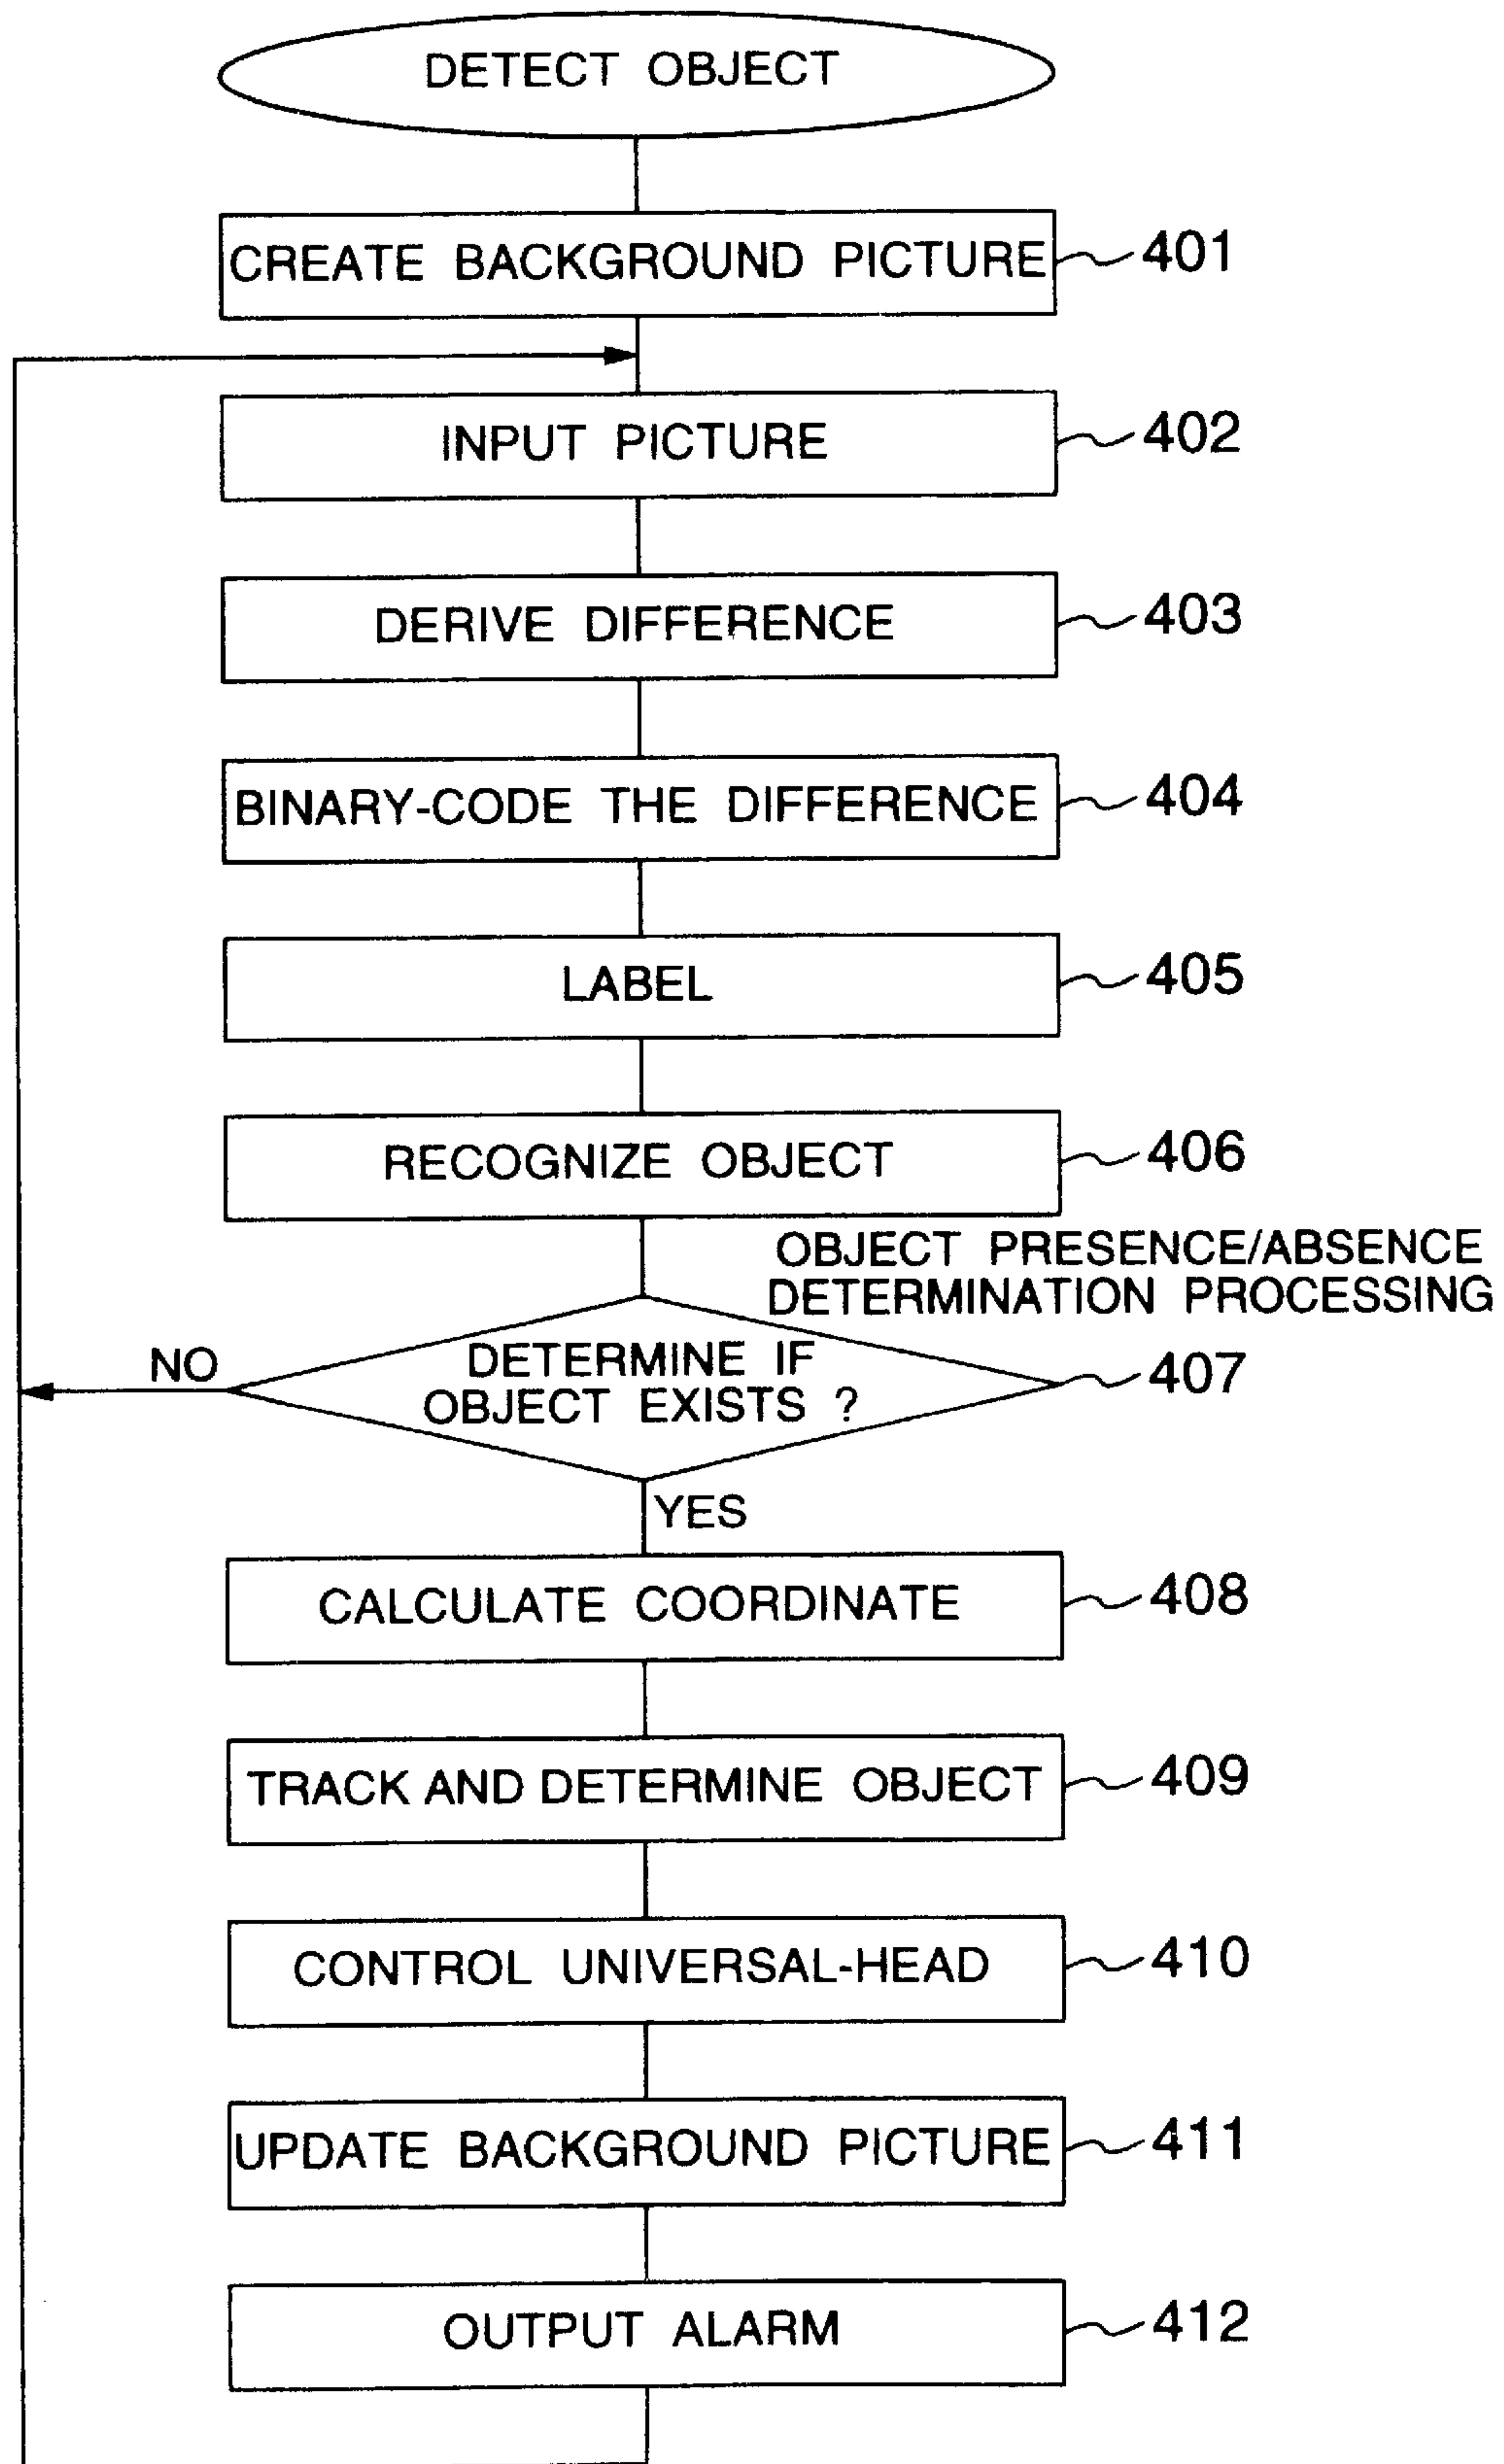 DETECT OBJECT
CREATE BACKGROUND PICTURE 401
INPUT PICTURE 402
DERIVE DIFFERENCE 403
BINARY-CODE THE DIFFERENCE 404
LABEL 405
RECOGNIZE OBJECT 406
OBJECT PRESENCE/ABSENCE
DETERMINATION PROCESSING
NO
DETERMINE IF
OBJECT EXISTS ?
407
YES
CALCULATE COORDINATE 408
TRACK AND DETERMINE OBJECT 409
CONTROL UNIVERSAL-HEAD 410
UPDATE BACKGROUND PICTURE 411
OUTPUT ALARM 412